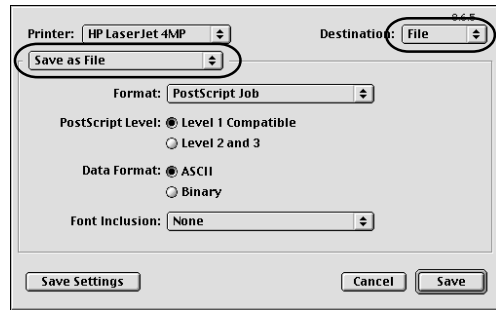 8.6.5
Printer: HP LaserJet 4MP Destination: File
Save as File
Format: PostScript Job
PostScript Level: Level 1 Compatible
Level 2 and 3
Data Format: ASCII
Binary
Font Inclusion: None
Save Settings Cancel Save